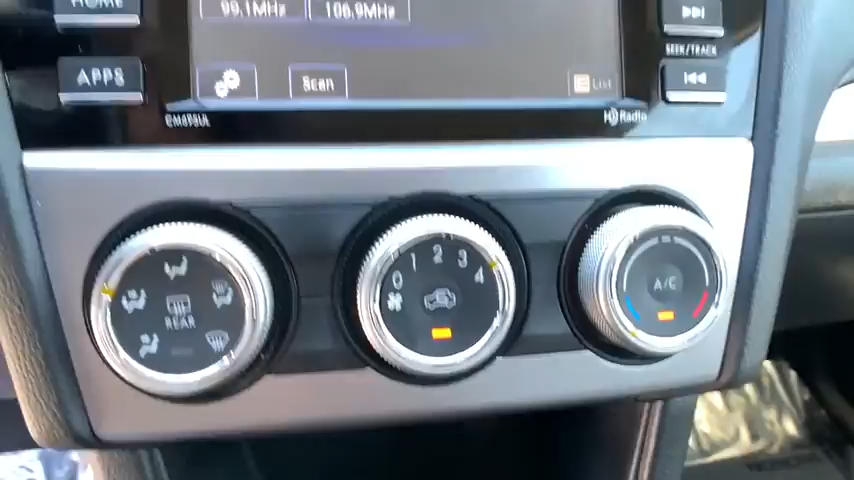 HOME
99.1MHz 106.9MHz
SEEK/TRACK
APPS
Scan
List
HD Radio
0 1 2 3 4
REAR
A/C